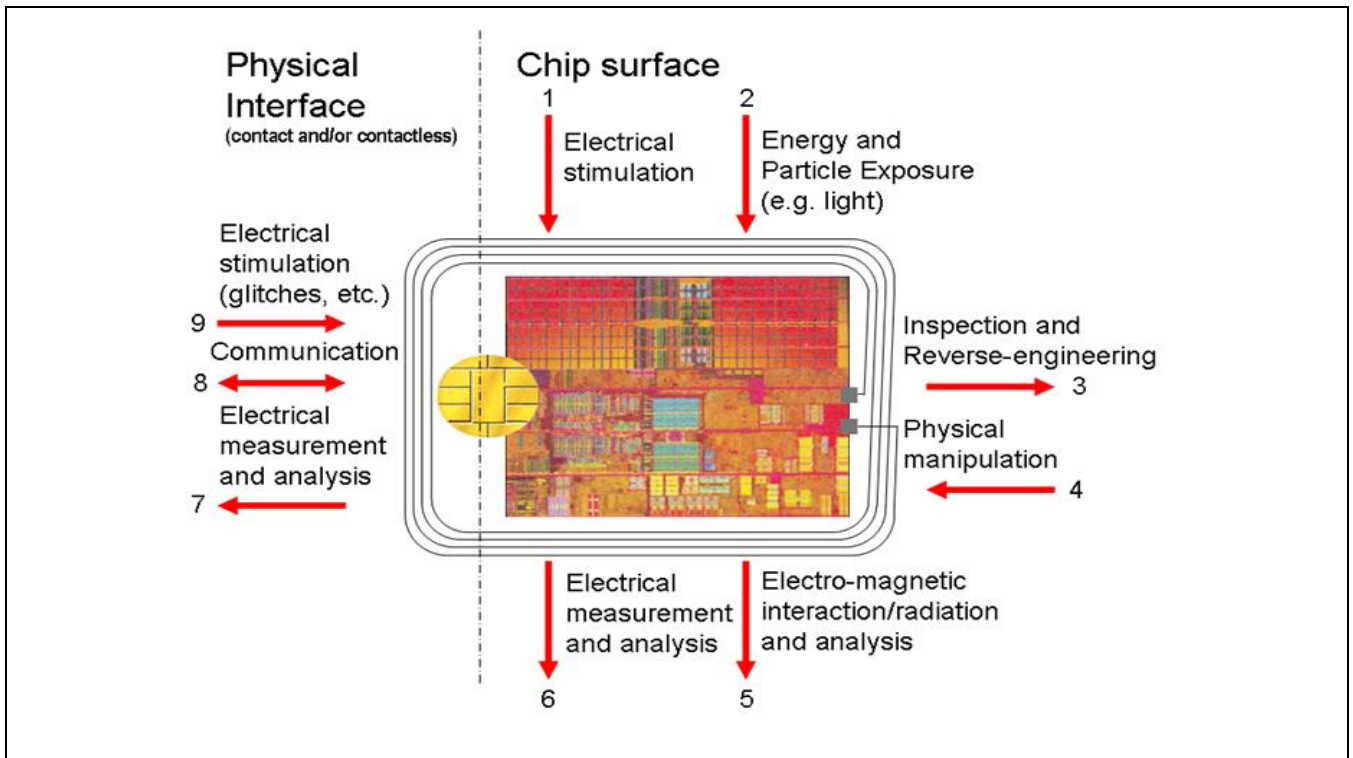 Physical
Interface
(contact and/or contactless)
Chip surface
1
2
Electrical
stimulation
Energy and
Particle Exposure
(e.g. light)
Electrical
stimulation
(glitches, etc.)
9
Communication
8
Electrical
measurement
and analysis
7
Inspection and
Reverse-engineering
3
Physical
manipulation
4
Electrical
measurement
and analysis
6
Electro-magnetic
interaction/radiation
and analysis
5